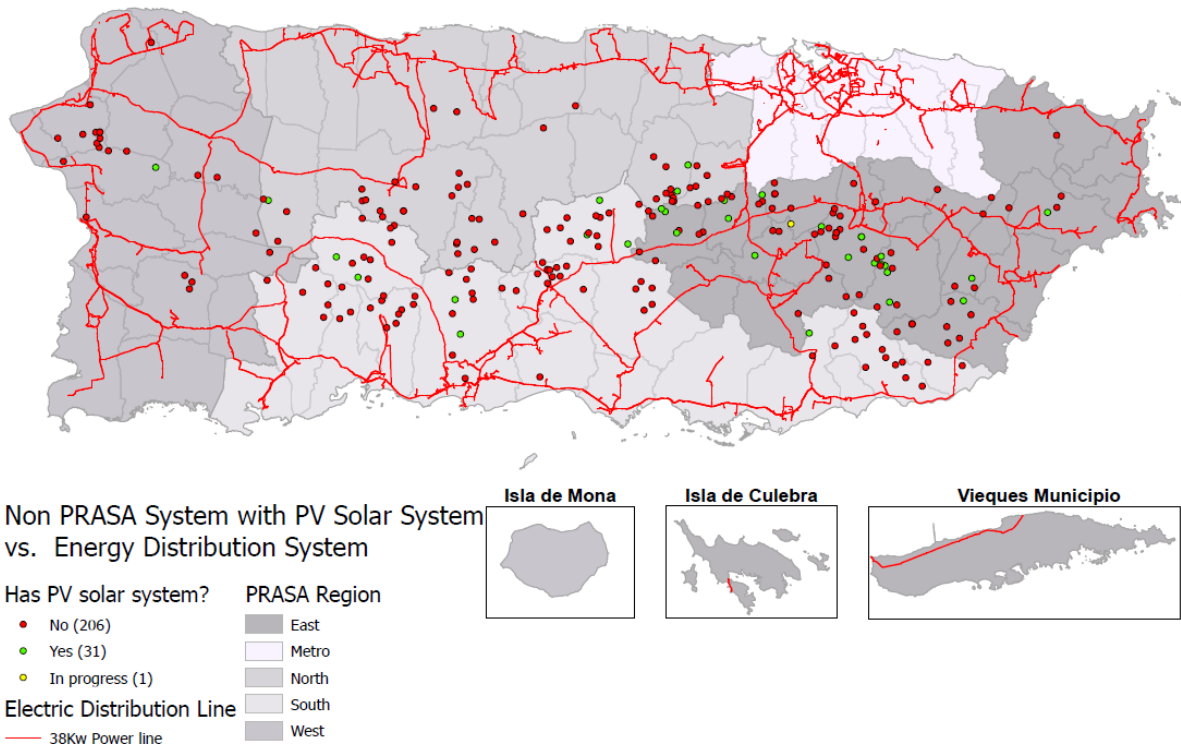 Isla de Mona
Isla de Culebra
Vieques Municipio
Non PRASA System with PV Solar System
vs. Energy Distribution System
Has PV solar system?
No (206)
Yes (31)
In progress (1)
Electric Distribution Line
38Kw Power line
PRASA Region
East
Metro
North
South
West